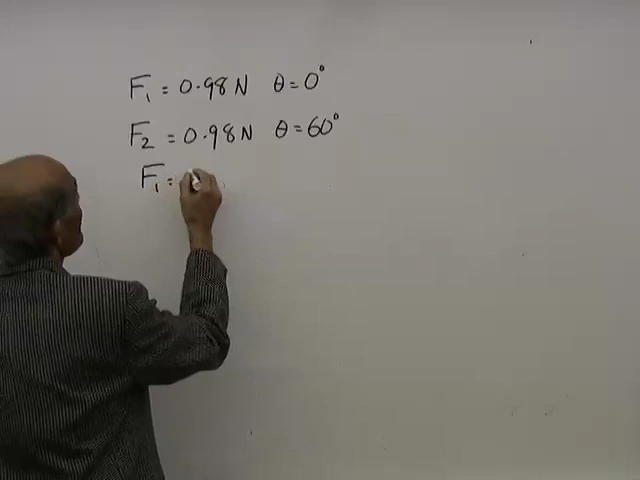 F₁ = 0.98 N θ = 0°
F₂ = 0.98 N θ = 60°
F₁ =